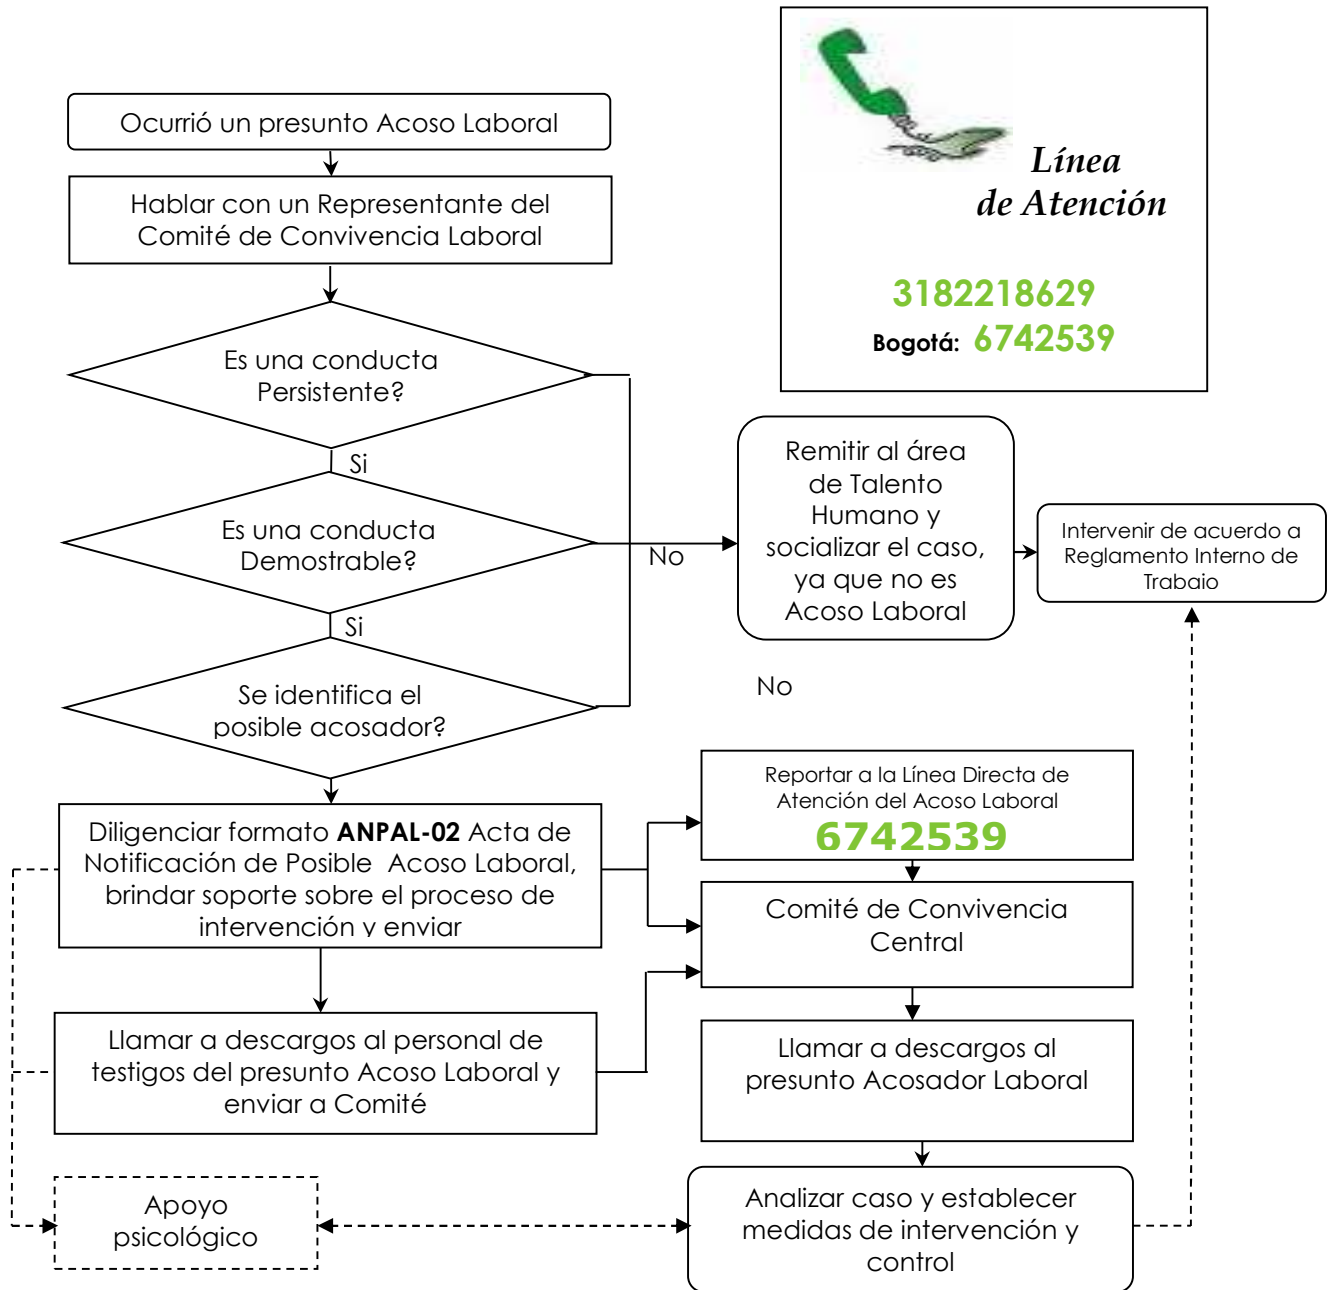 Línea
de Atención
3182218629
Bogotá: 6742539
Ocurrió un presunto Acoso Laboral
Hablar con un Representante del
Comité de Convivencia Laboral
Es una conducta
Persistente?
Si
Es una conducta
Demostrable?
No
Si
Se identifica el
posible acosador?
Remitir al área
de Talento
Humano y
socializar el caso,
ya que no es
Acoso Laboral
Intervenir de acuerdo a
Reglamento Interno de
Trabajo
No
Diligenciar formato ANPAL-02 Acta de
Notificación de Posible Acoso Laboral,
brindar soporte sobre el proceso de
intervención y enviar
Reportar a la Línea Directa de
Atención del Acoso Laboral
6742539
Comité de Convivencia
Central
Llamar a descargos al personal de
testigos del presunto Acoso Laboral y
enviar a Comité
Llamar a descargos al
presunto Acosador Laboral
Apoyo
psicológico
Analizar caso y establecer
medidas de intervención y
control